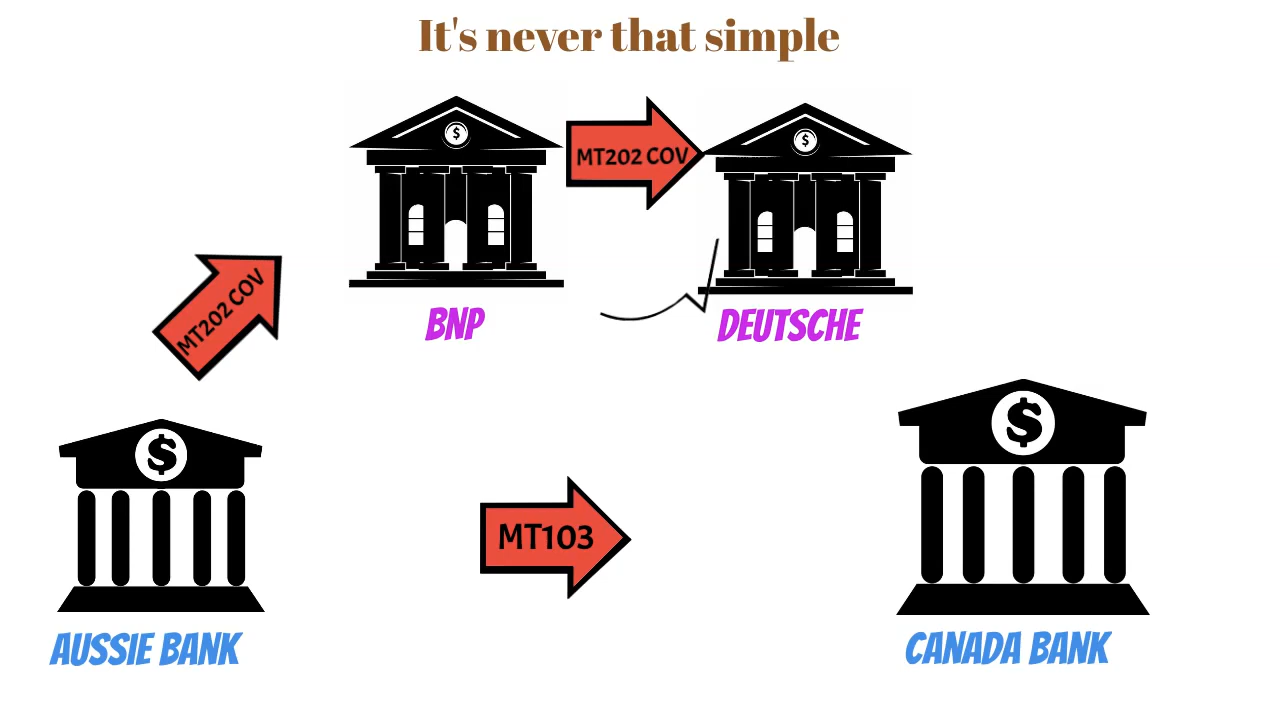 It's never that simple
$
$
MT202 COV
BNP
DEUTSCHE
MT202 COV
$
$
MT103
AUSSIE BANK
CANADA BANK